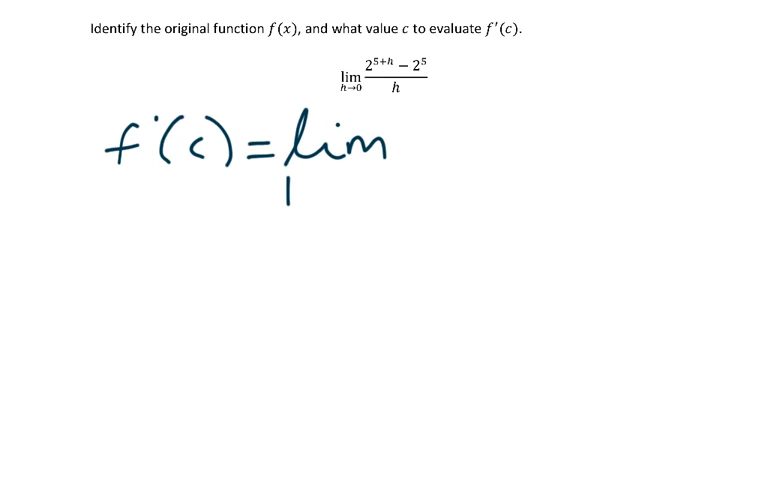 Identify the original function f(x), and what value c to evaluate f'(c).
lim h→0 (2^{5+h} − 2^5) / h
f'(c) = lim